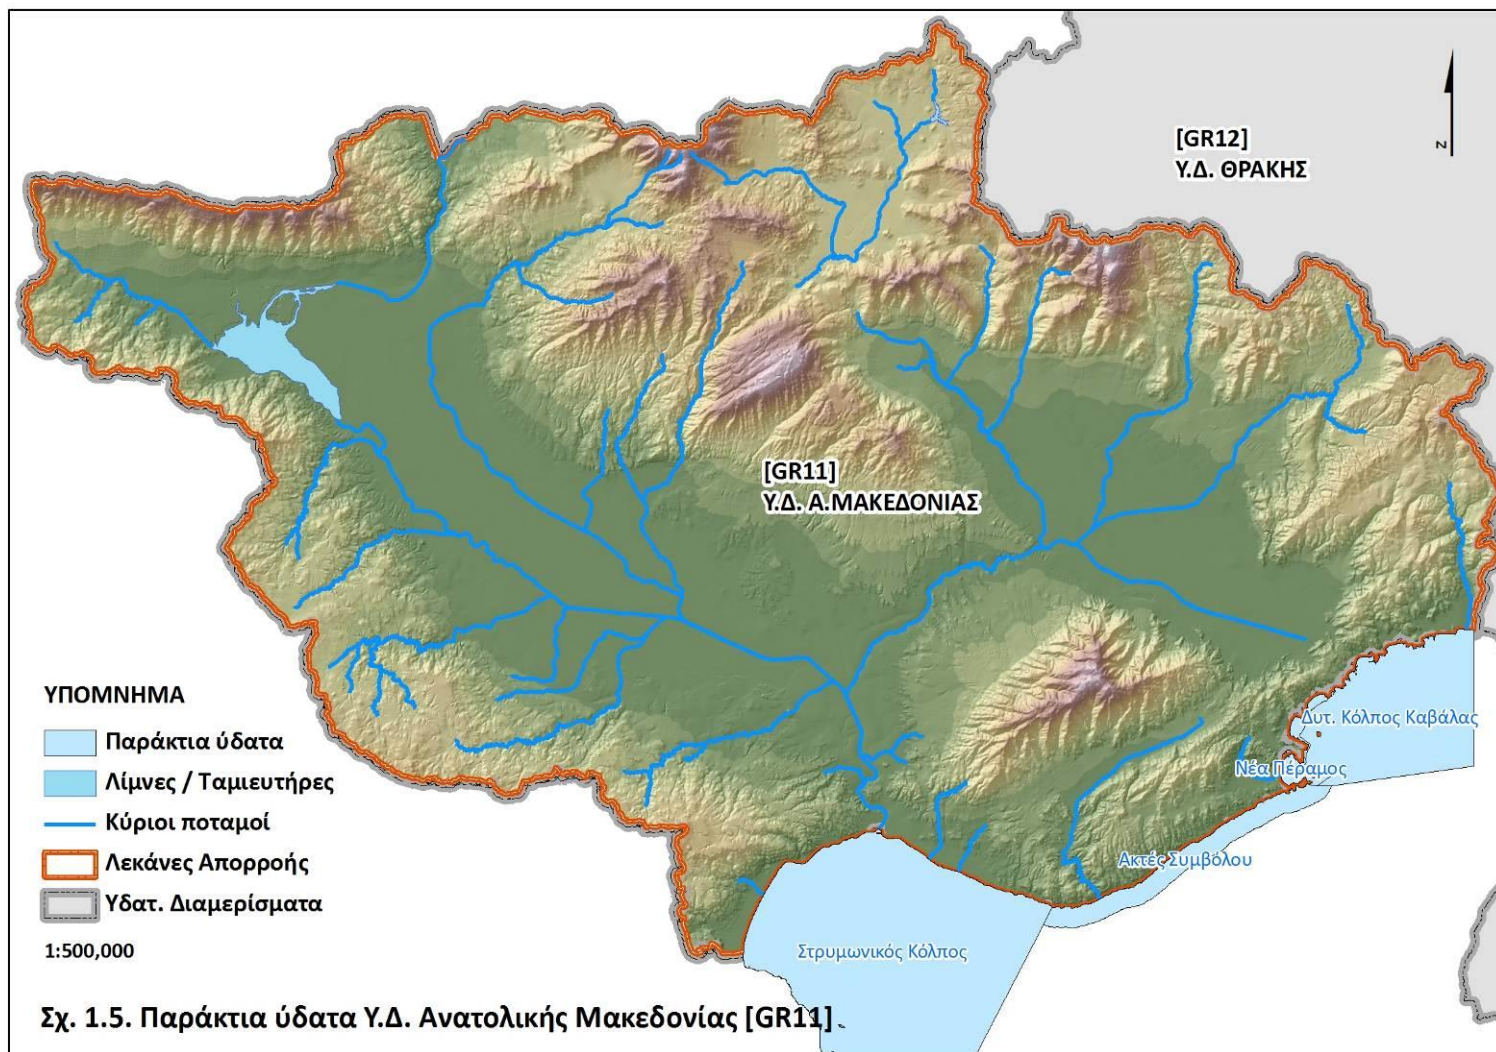 [GR12]
Υ.Δ. ΘΡΑΚΗΣ
z
[GR11]
Υ.Δ. Α.ΜΑΚΕΔΟΝΙΑΣ
ΥΠΟΜΝΗΜΑ
Παράκτια ύδατα
Λίμνες / Ταμιευτήρες
Κύριοι ποταμοί
Λεκάνες Απορροής
Υδατ. Διαμερίσματα
1:500,000
Δυτ. Κόλπος Καβάλας
Νέα Πέραμος
Ακτές Συμβόλου
Στρυμωνικός Κόλπος
Σχ. 1.5. Παράκτια ύδατα Υ.Δ. Ανατολικής Μακεδονίας [GR11]